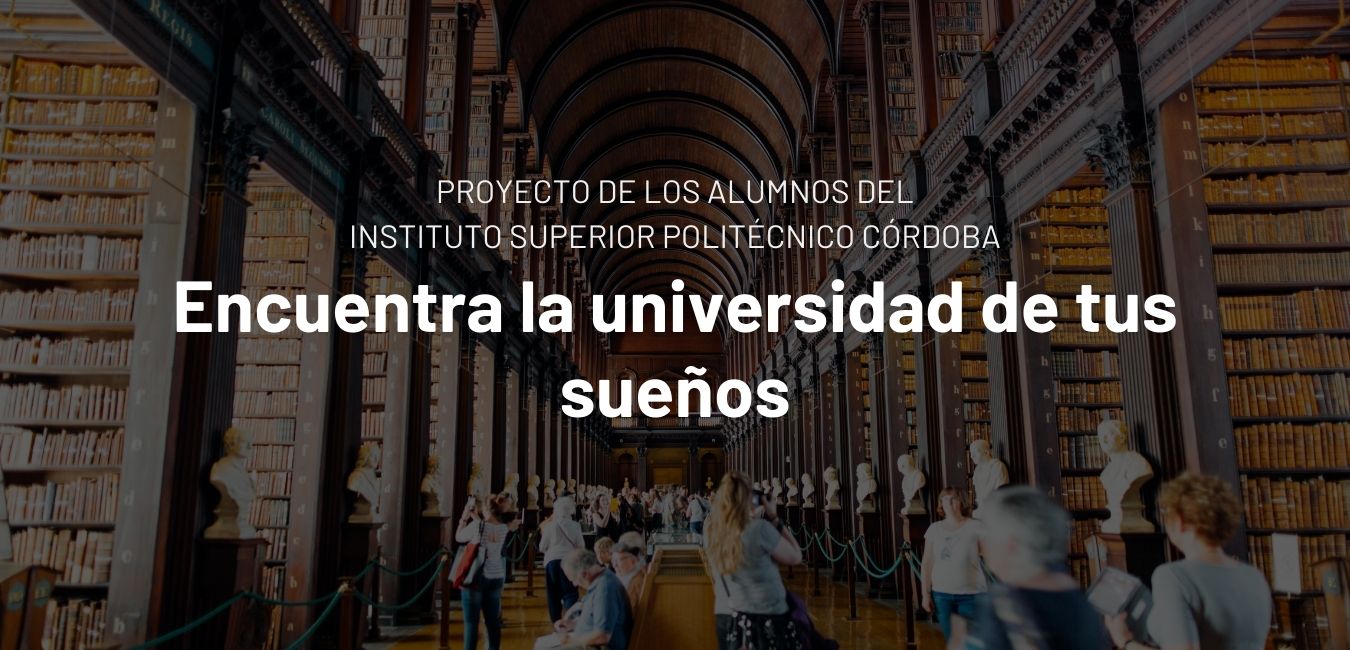 PROYECTO DE LOS ALUMNOS DEL
INSTITUTO SUPERIOR POLITÉCNICO CÓRDOBA
Encuentra la universidad de tus
sueños